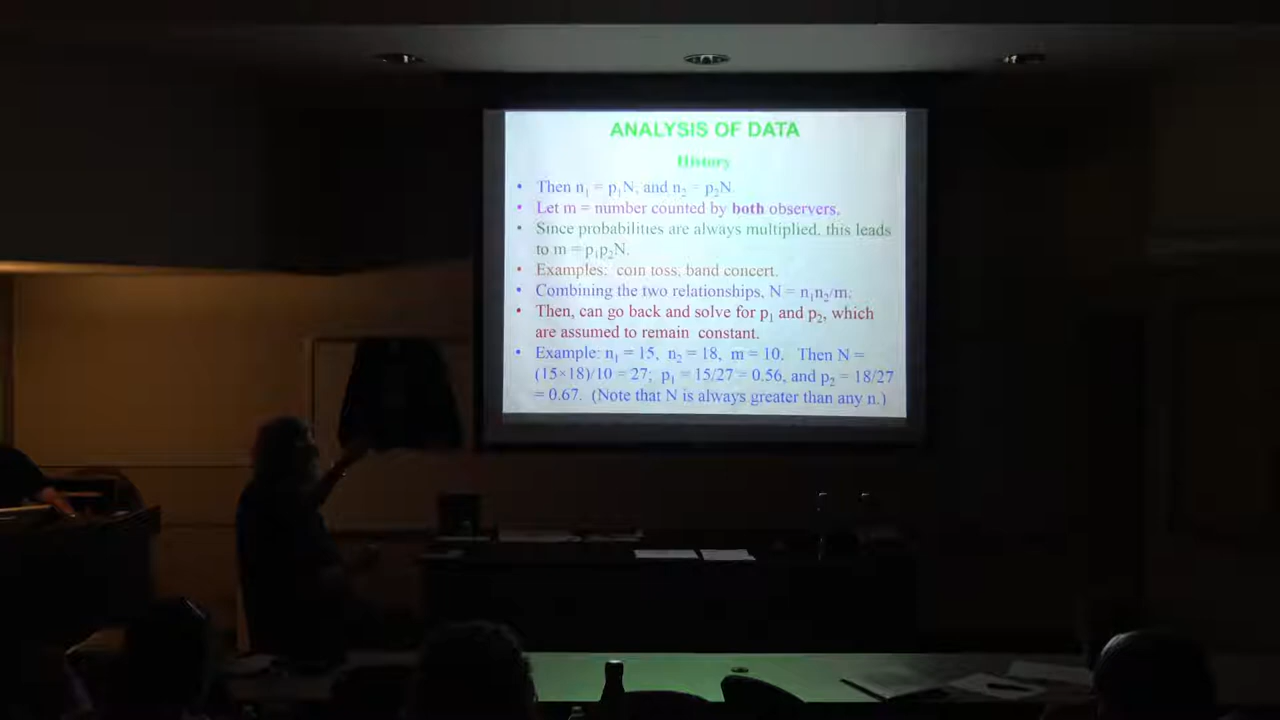 ANALYSIS OF DATA
History
• Then n₁ = p₁N, and n₂ = p₂N.
• Let m = number counted by both observers.
• Since probabilities are always multiplied, this leads
to m = p₁p₂N.
• Examples: coin toss, band concert.
• Combining the two relationships, N = n₁n₂/m.
• Then, can go back and solve for p₁ and p₂, which
are assumed to remain constant.
• Example: n₁ = 15, n₂ = 18, m = 10. Then N =
(15×18)/10 = 27; p₁ = 15/27 = 0.56, and p₂ = 18/27
= 0.67. (Note that N is always greater than any n.)